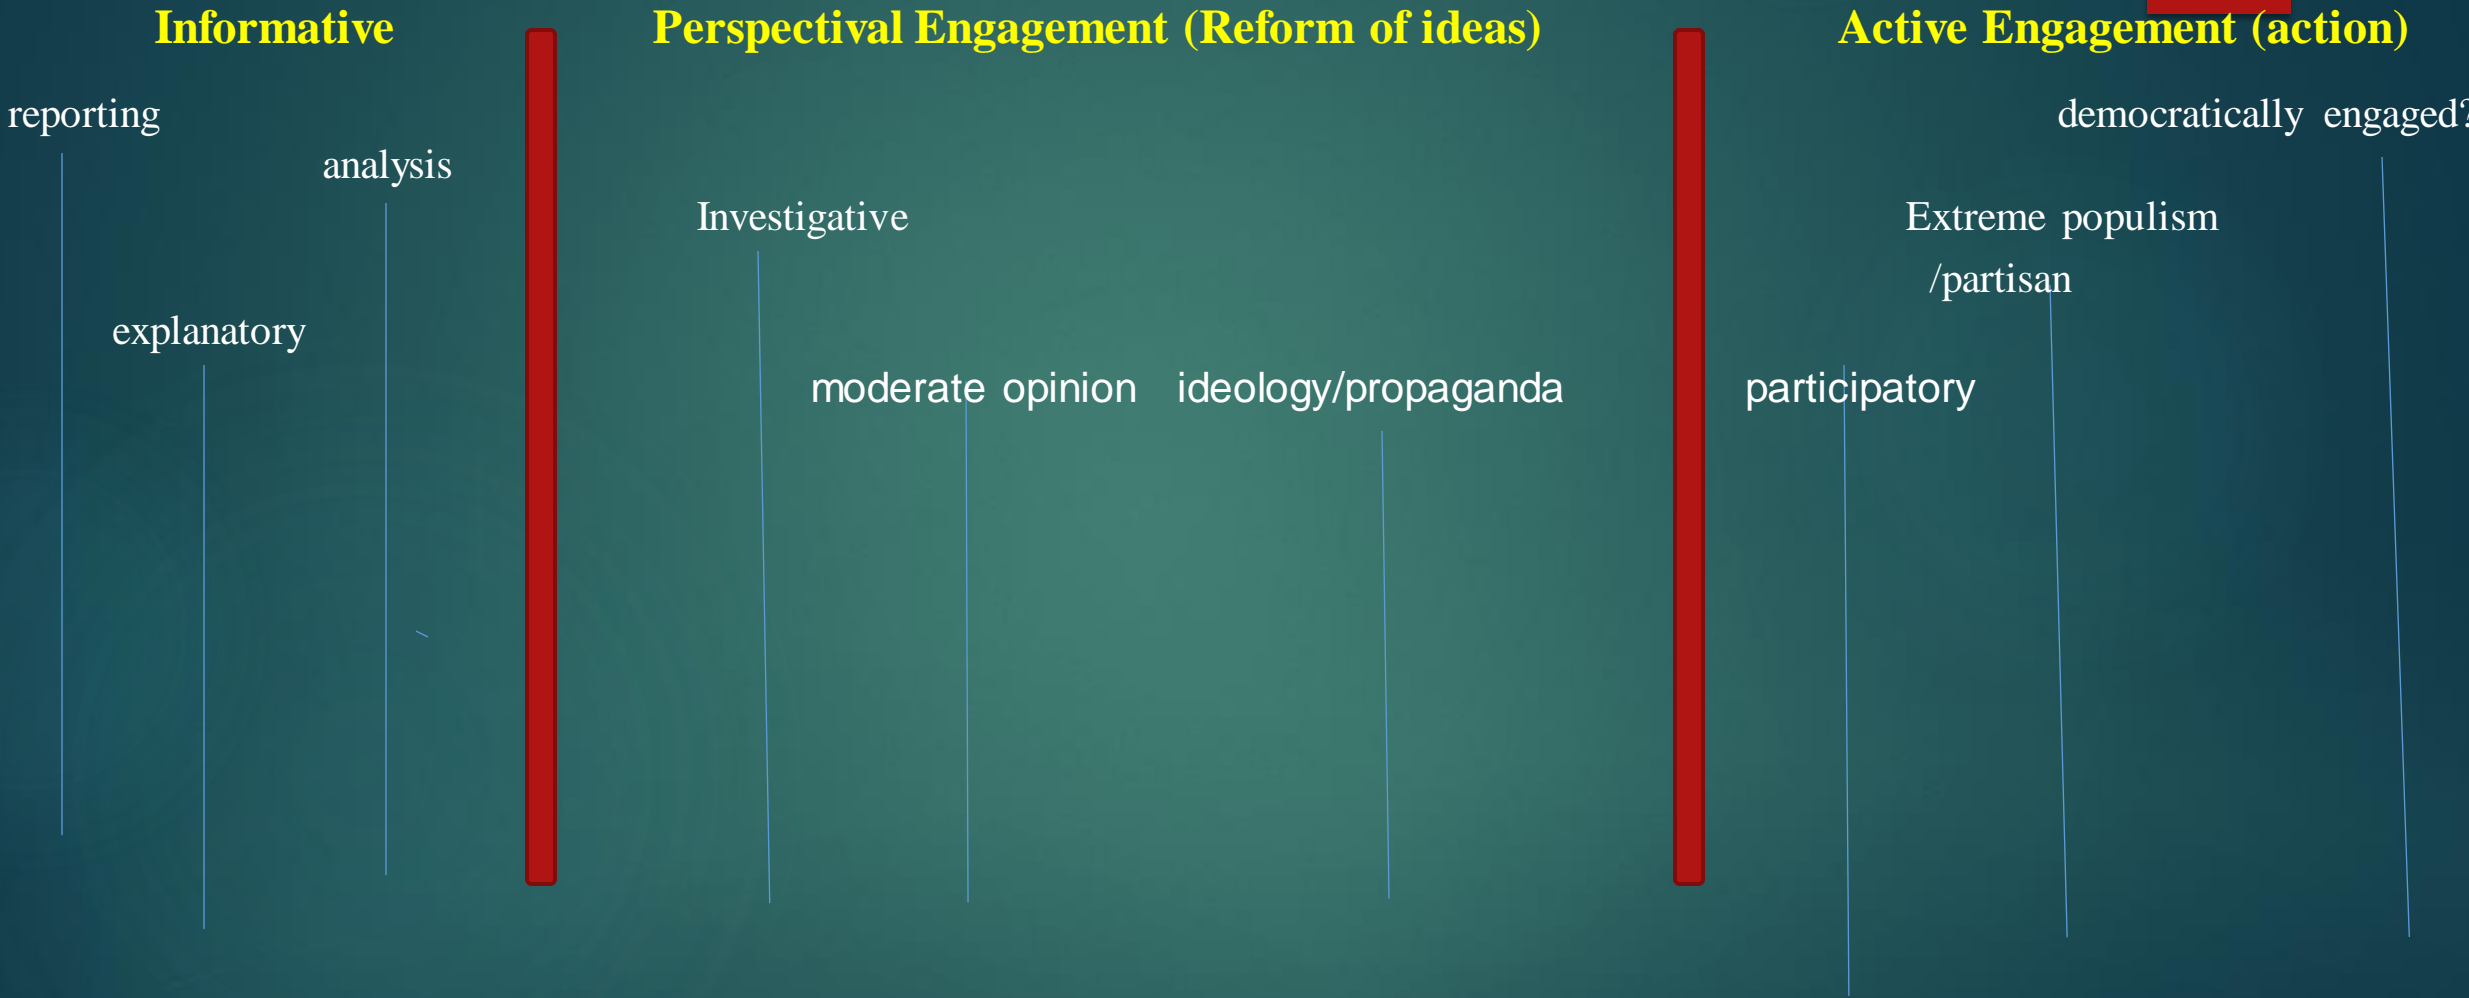 Informative
Perspectival Engagement (Reform of ideas)
Active Engagement (action)
reporting
democratically engaged?
analysis
Investigative
Extreme populism
/partisan
explanatory
moderate opinion
ideology/propaganda
participatory